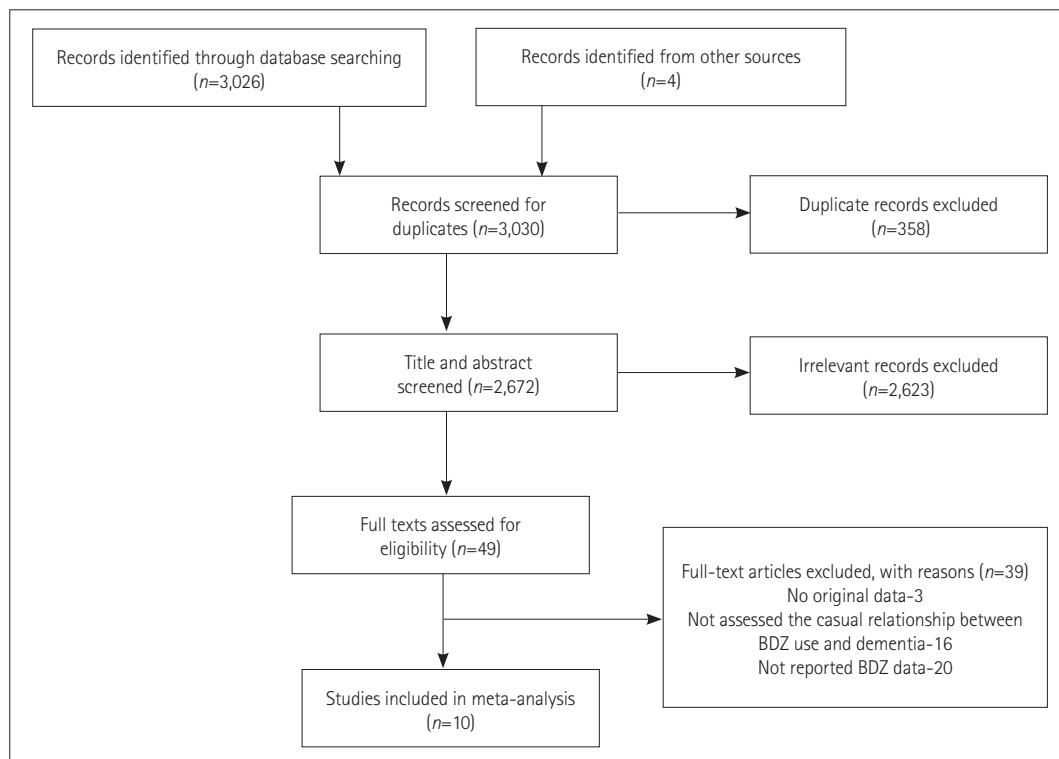 Records identified through database searching
(n=3,026)
Records identified from other sources
(n=4)
Records screened for
duplicates (n=3,030)
Duplicate records excluded
(n=358)
Title and abstract
screened (n=2,672)
Irrelevant records excluded
(n=2,623)
Full texts assessed for
eligibility (n=49)
Full-text articles excluded, with reasons (n=39)
No original data-3
Not assessed the casual relationship between
BDZ use and dementia-16
Not reported BDZ data-20
Studies included in meta-analysis
(n=10)